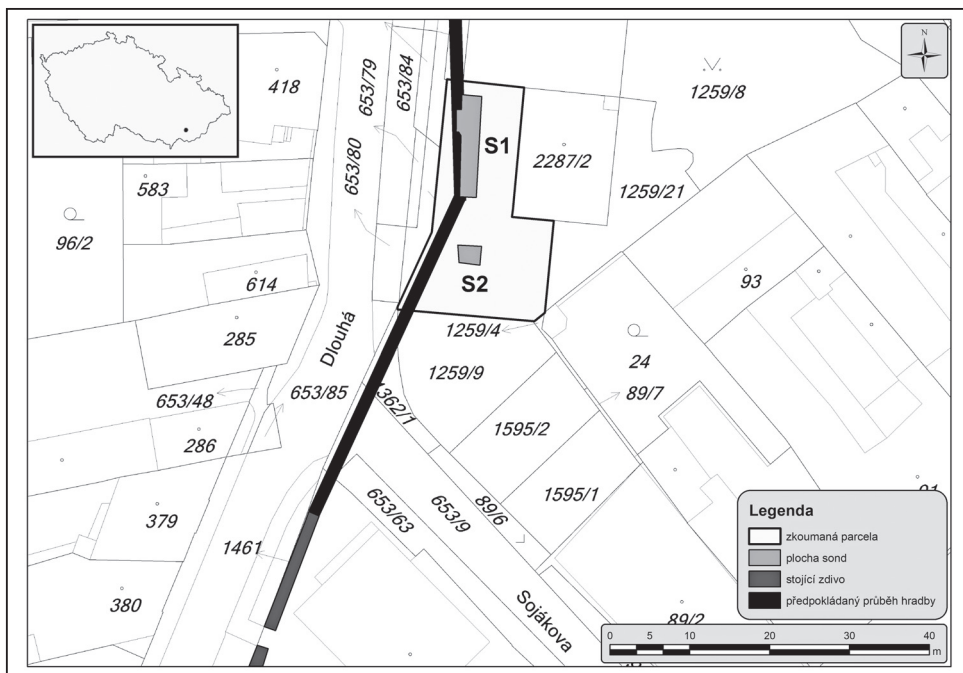 N
418
653/79
653/84
1259/8
S1
653/80
2287/2
583
1259/21
96/2
S2
614
93
1259/4
285
Dlouhá
24
1259/9
653/85
89/7
653/48
1362/1
286
1595/2
1595/1
379
653/63
653/9
89/6
1461
380
Sojákova
89/2
Legenda
zkoumaná parcela
plocha sond
stojící zdivo
předpokládaný průběh hradby
0 5 10 20 30 40
m